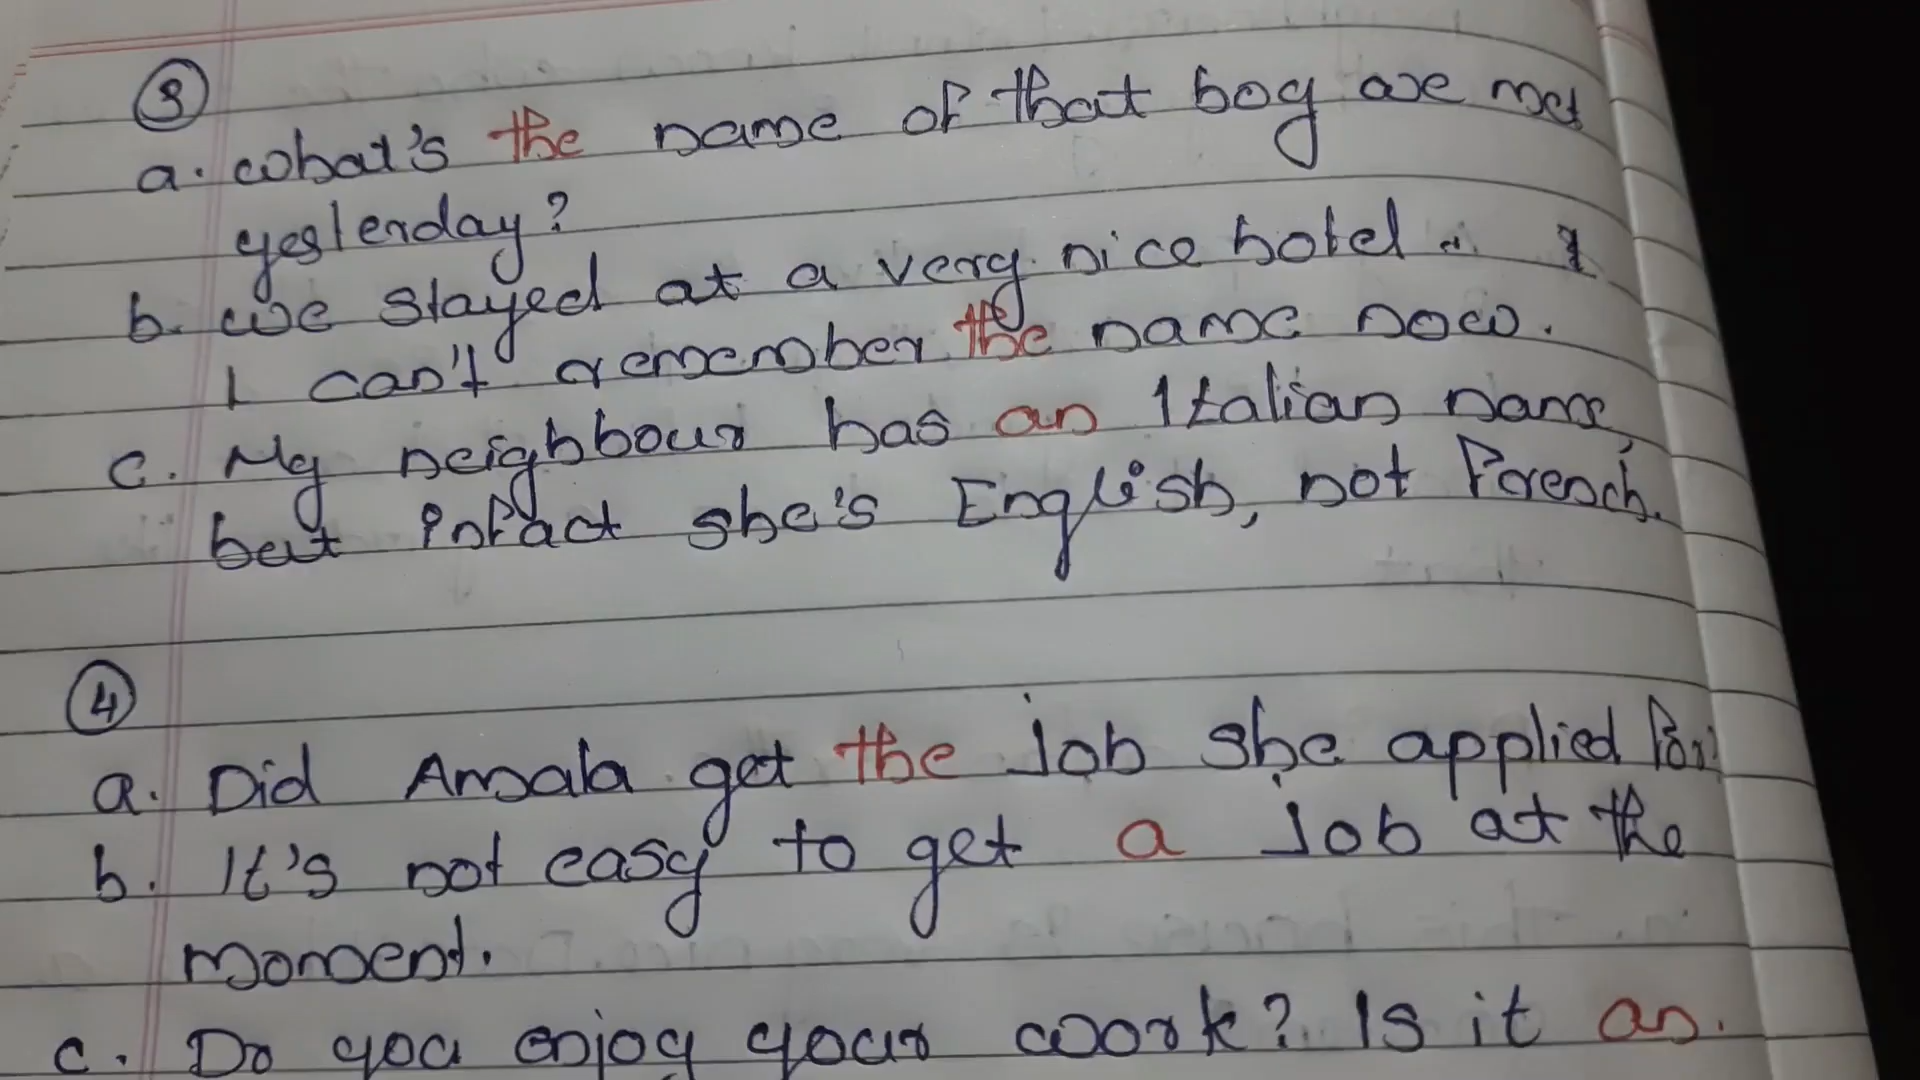 3
a. What's the name of that boy we met
yesterday?
b. we stayed at a very nice hotel.
I can't remember the name now.
c. My neighbour has an Italian name,
but infact she's English, not French.
4
a. Did Amsala get the Job she applied for
b. It's not easy to get a Job at the
moment.
c. Do you enjoy your work? Is it an.